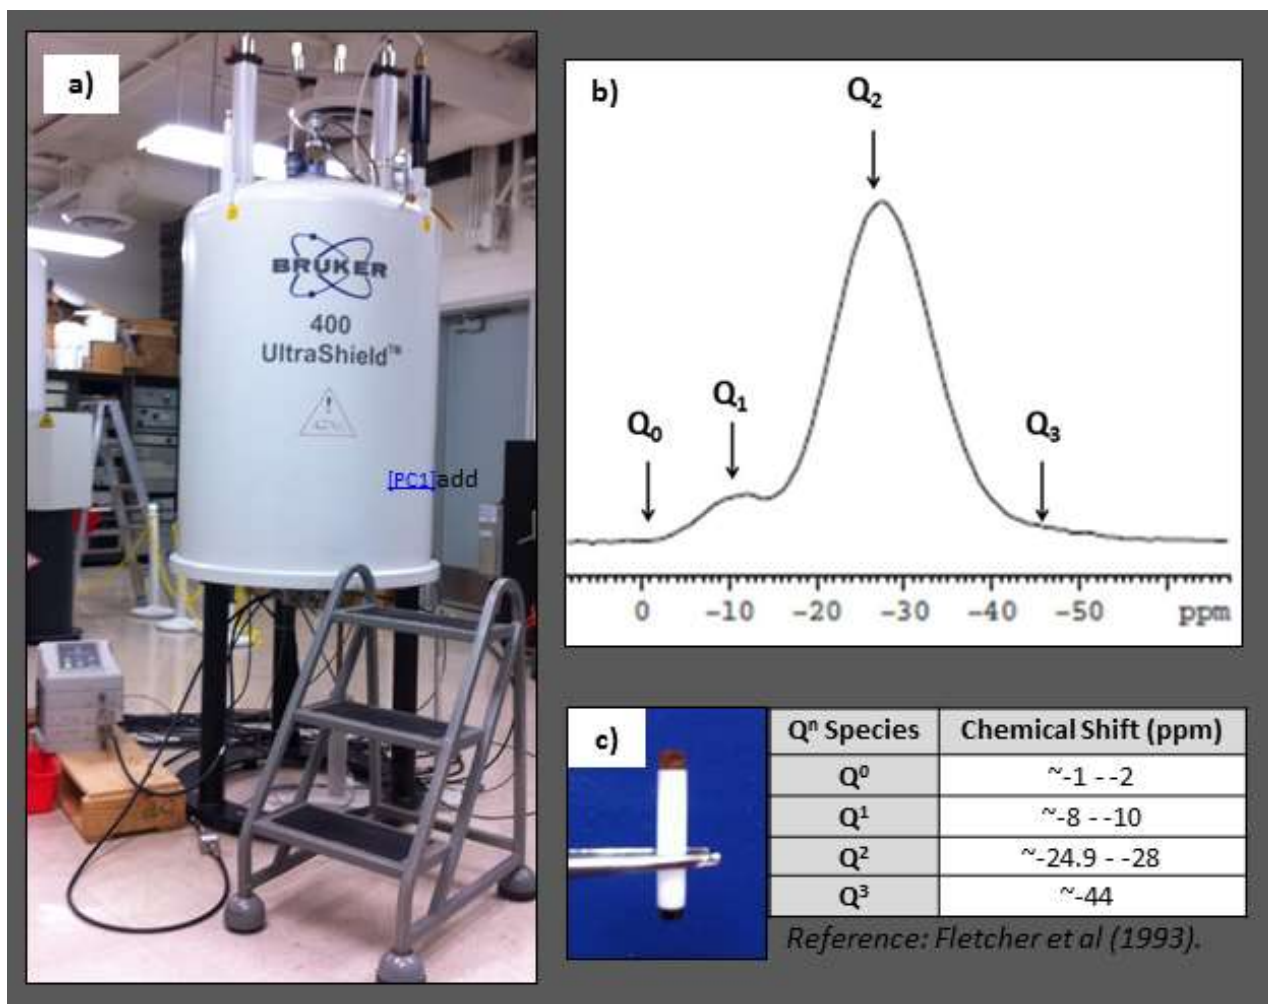 a)
BRUKER
400
UltraShield™
!
[PC1]add
b)
Q₂
Q₁
Q₀
Q₃
0 -10 -20 -30 -40 -50 ppm
c)
Qⁿ Species Chemical Shift (ppm)
Q⁰ ~-1 - -2
Q¹ ~-8 - -10
Q² ~-24.9 - -28
Q³ ~-44
Reference: Fletcher et al (1993).